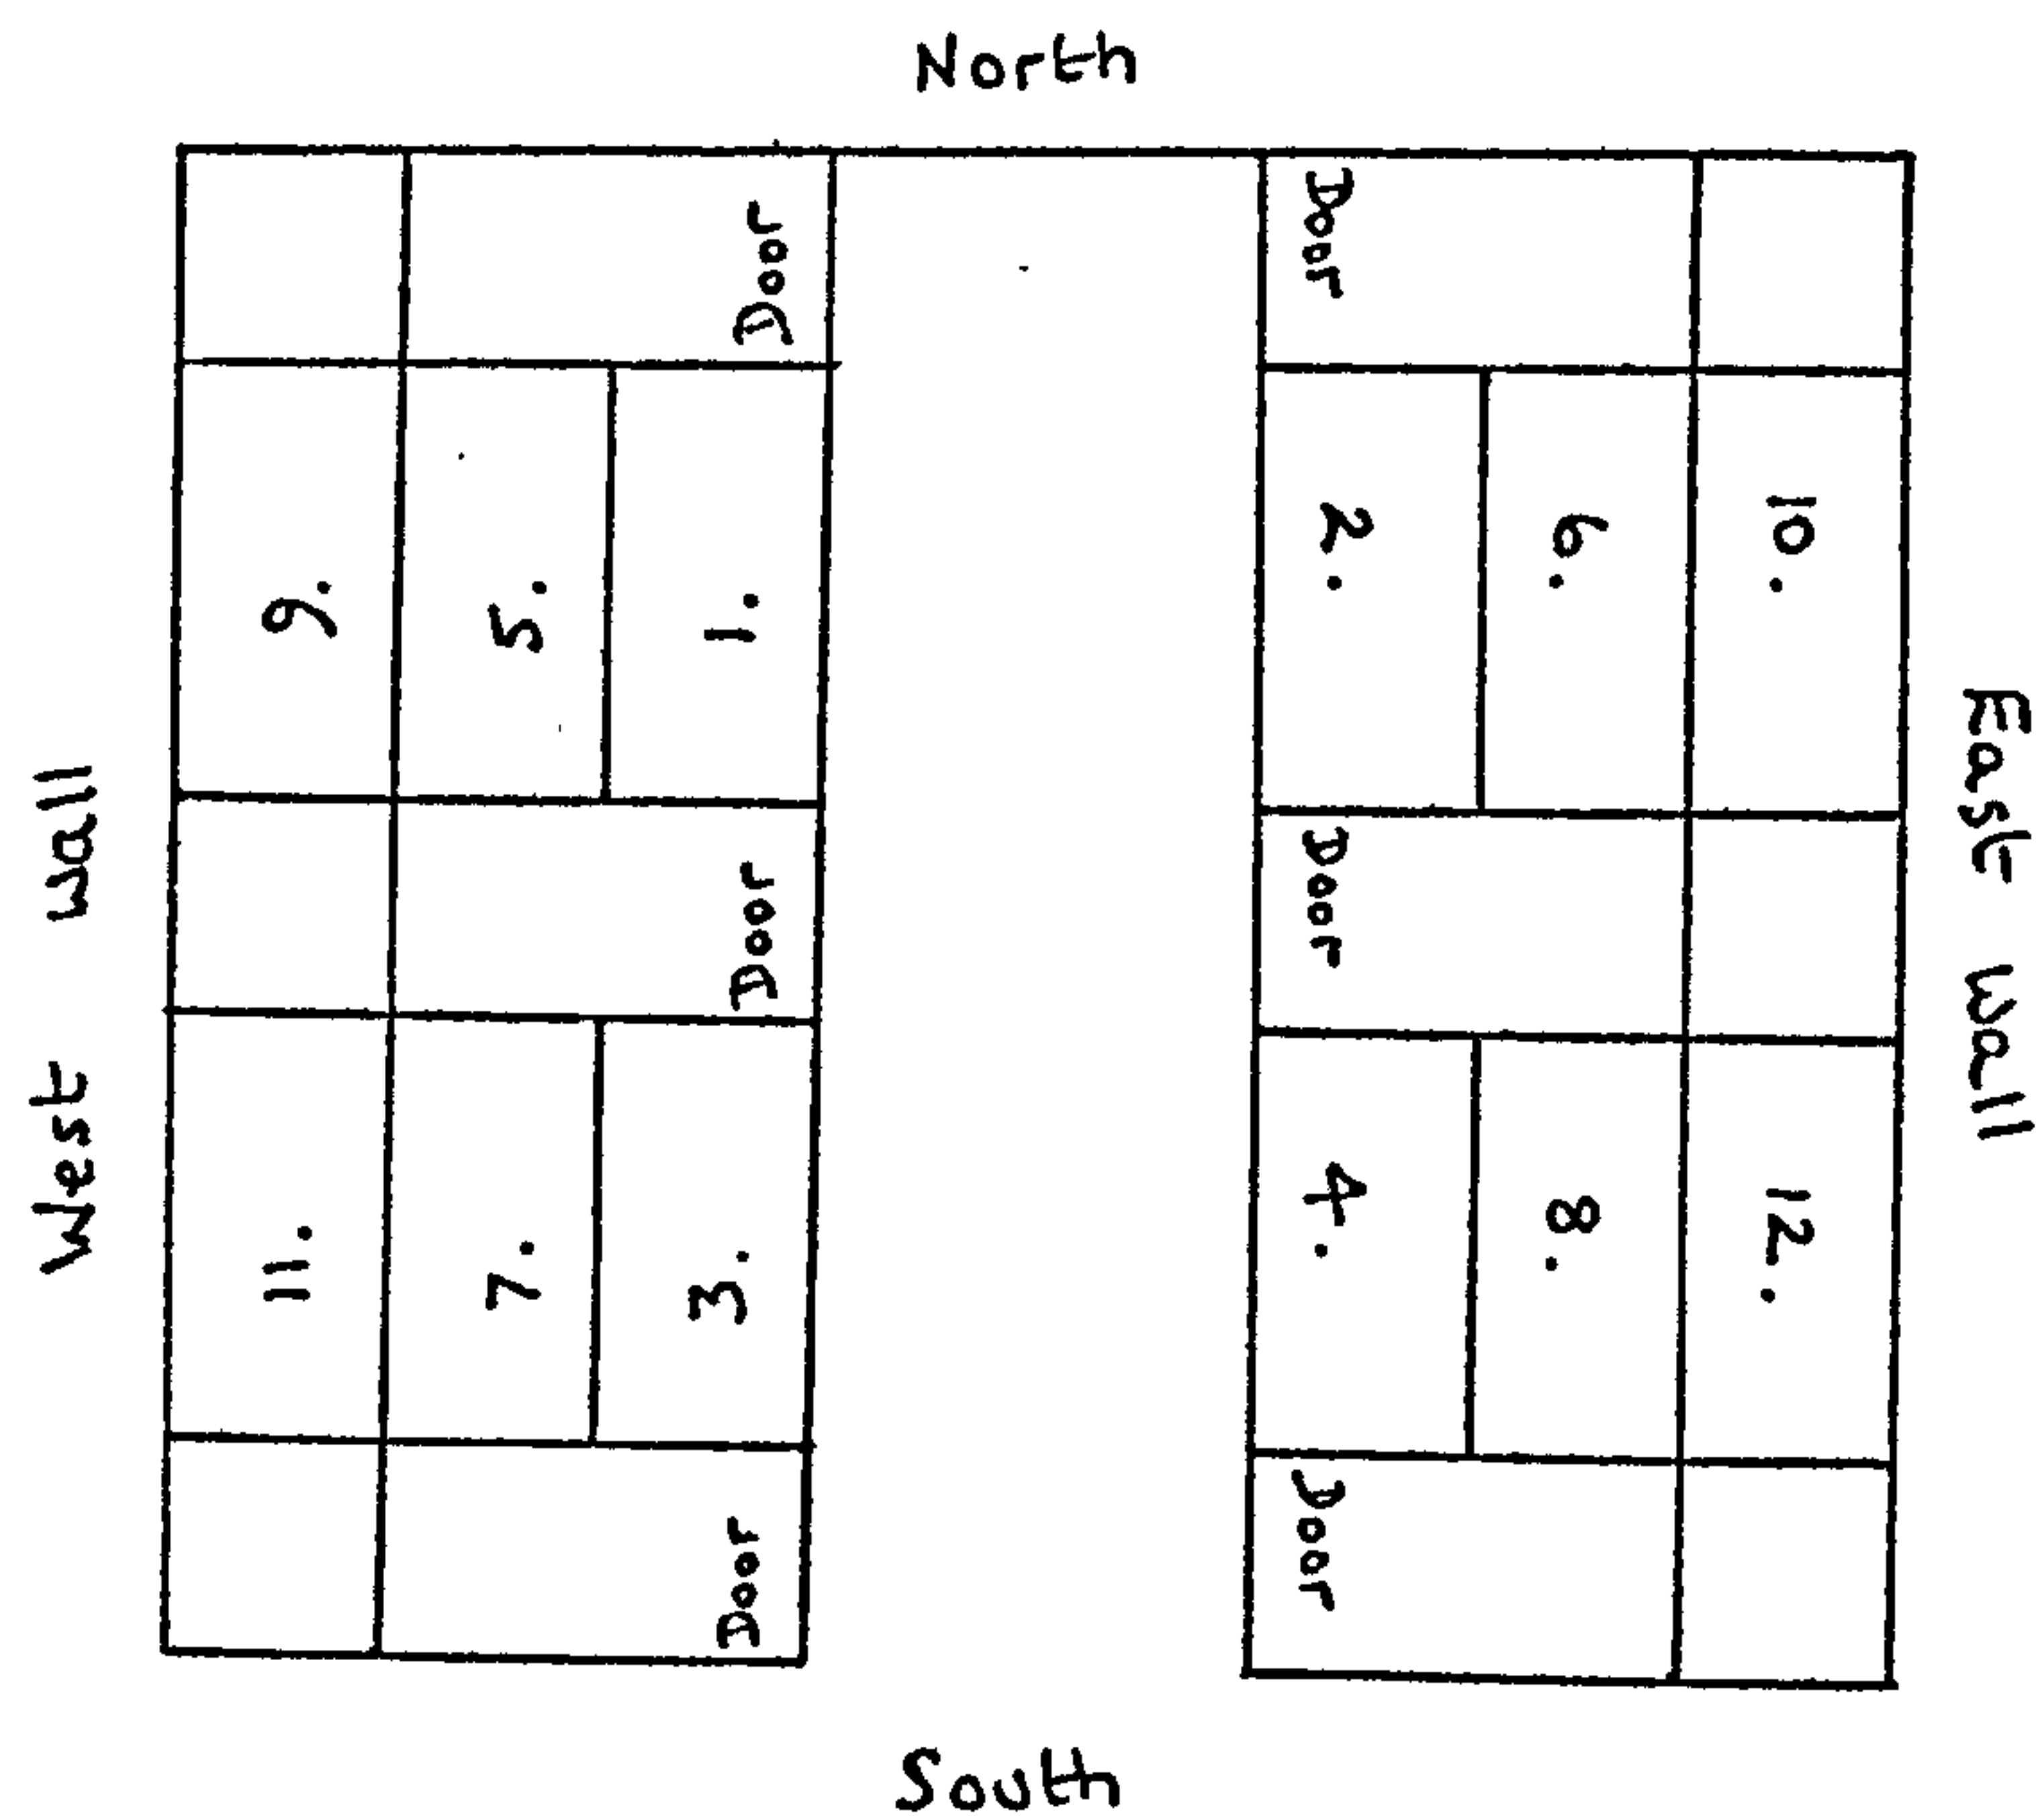 North
Door
Door
9. 5. 1.
2. 6. 10.
Door
Door
West wall
East wall
11. 7. 3.
4. 8. 12.
Door
Door
South